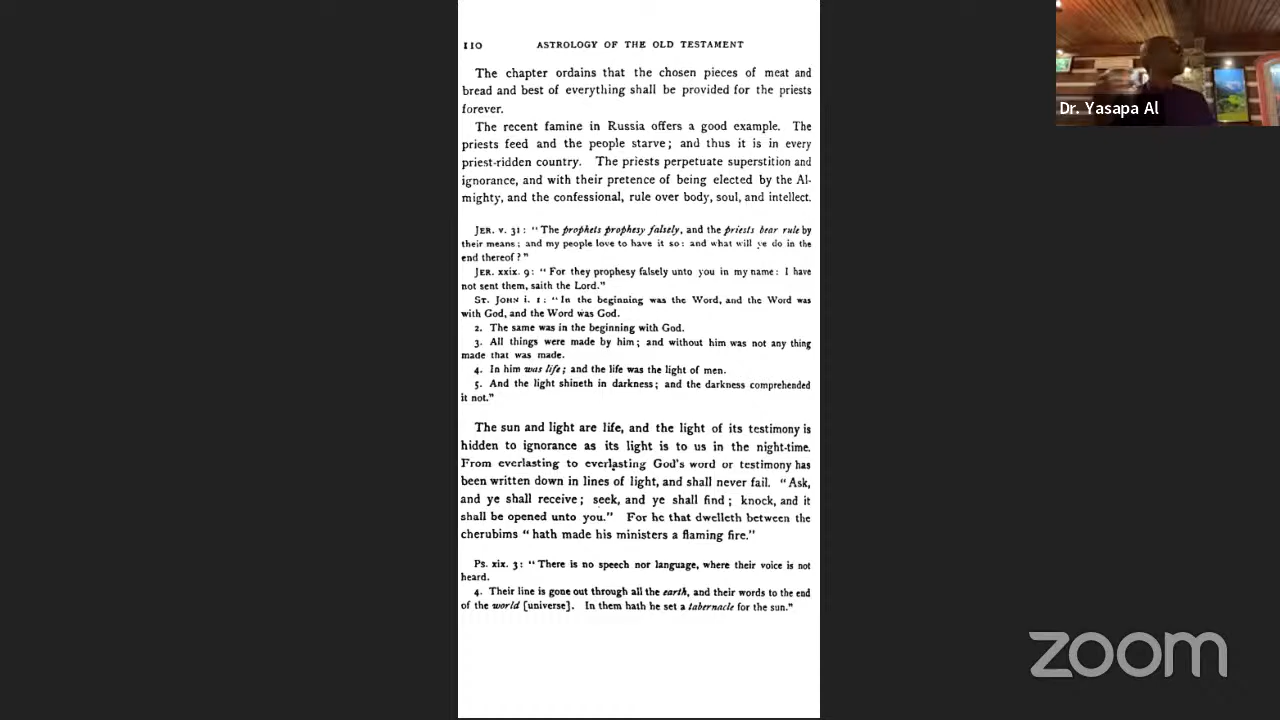 110 ASTROLOGY OF THE OLD TESTAMENT
The chapter ordains that the chosen pieces of meat and
bread and best of everything shall be provided for the priests
forever.
The recent famine in Russia offers a good example. The
priests feed and the people starve; and thus it is in every
priest-ridden country. The priests perpetuate superstition and
ignorance, and with their pretence of being elected by the Al-
mighty, and the confessional, rule over body, soul, and intellect.
JER. v. 31: "The prophets prophesy falsely, and the priests bear rule by
their means; and my people love to have it so: and what will ye do in the
end thereof?"
JER. xxix. 9: "For they prophesy falsely unto you in my name: I have
not sent them, saith the Lord."
ST. JOHN i. 1: "In the beginning was the Word, and the Word was
with God, and the Word was God.
2. The same was in the beginning with God.
3. All things were made by him; and without him was not any thing
made that was made.
4. In him was life; and the life was the light of men.
5. And the light shineth in darkness; and the darkness comprehended
it not."
The sun and light are life, and the light of its testimony is
hidden to ignorance as its light is to us in the night-time.
From everlasting to everlasting God's word or testimony has
been written down in lines of light, and shall never fail. "Ask,
and ye shall receive; seek, and ye shall find; knock, and it
shall be opened unto you." For he that dwelleth between the
cherubims "hath made his ministers a flaming fire."
Ps. xix. 3: "There is no speech nor language, where their voice is not
heard.
4. Their line is gone out through all the earth, and their words to the end
of the world [universe]. In them hath he set a tabernacle for the sun."
Dr. Yasapa Al
zoom